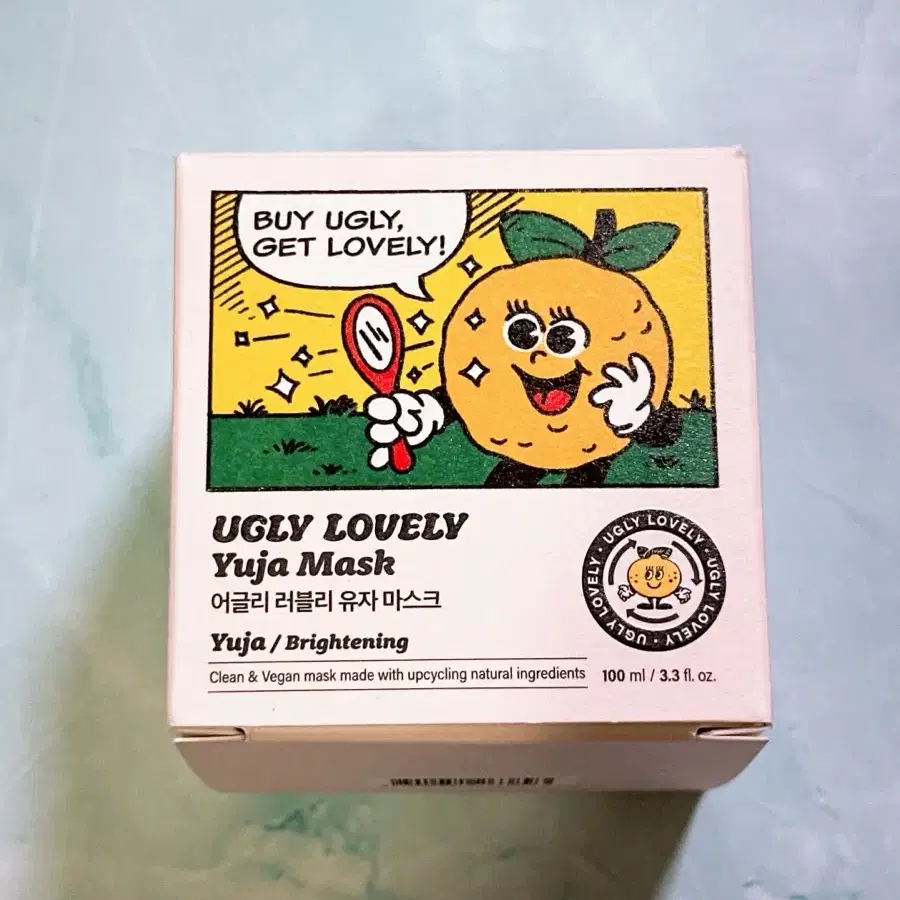 BUY UGLY,
GET LOVELY!
UGLY LOVELY
Yuja Mask
어글리 러블리 유자 마스크
Yuja / Brightening
Clean & Vegan mask made with upcycling natural ingredients
100 ml / 3.3 fl. oz.
UGLY LOVELY · UGLY LOVELY · UGLY LOVELY ·